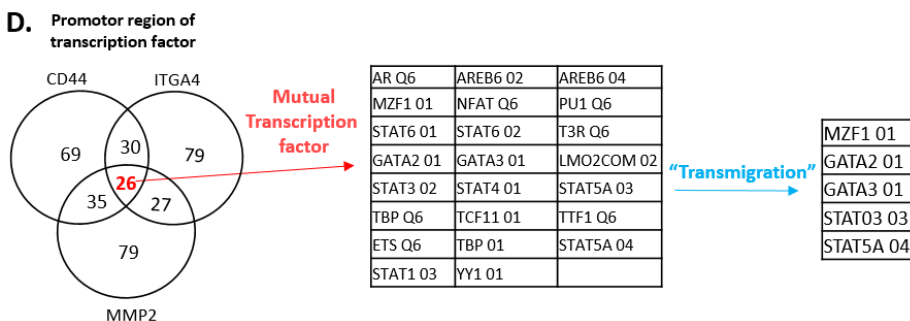 D. Promotor region of
transcription factor
CD44 ITGA4
69 30 79
26
35 27
79
MMP2
Mutual
Transcription
factor
AR Q6 AREB6 02 AREB6 04
MZF1 01 NFAT Q6 PU1 Q6
STAT6 01 STAT6 02 T3R Q6
GATA2 01 GATA3 01 LMO2COM 02
STAT3 02 STAT4 01 STAT5A 03
TBP Q6 TCF11 01 TTF1 Q6
ETS Q6 TBP 01 STAT5A 04
STAT1 03 YY1 01
“Transmigration”
MZF1 01
GATA2 01
GATA3 01
STAT03 03
STAT5A 04